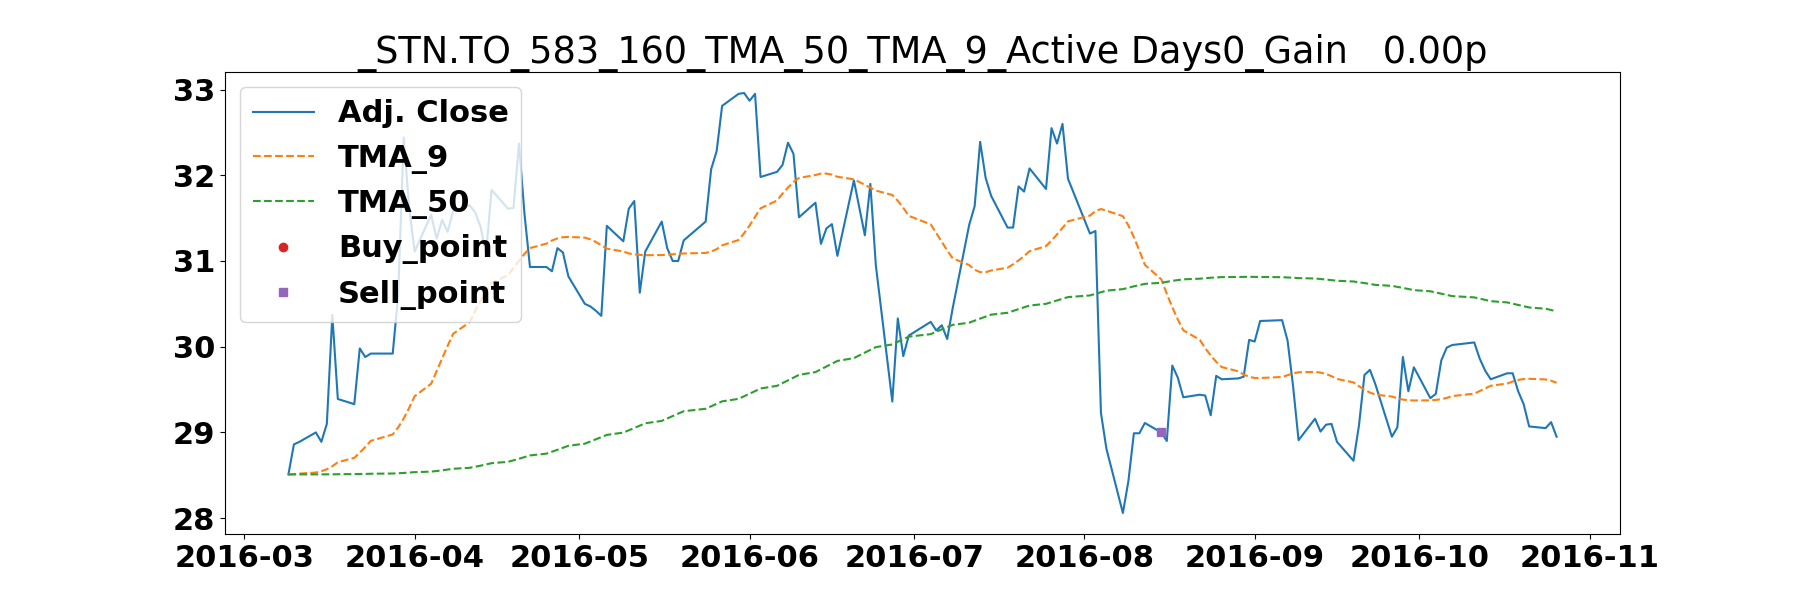 _STN.TO_583_160_TMA_50_TMA_9_Active Days0_Gain   0.00p
33
32
31
30
29
28
Adj. Close
TMA_9
TMA_50
Buy_point
Sell_point
2016-03 2016-04 2016-05 2016-06 2016-07 2016-08 2016-09 2016-10 2016-11